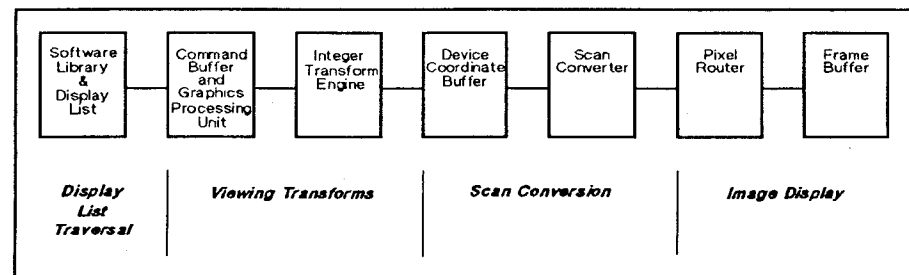 Software
Library
&
Display
List
Command
Buffer
and
Graphics
Processing
Unit
Integer
Transform
Engine
Device
Coordinate
Buffer
Scan
Converter
Pixel
Router
Frame
Buffer
Display
List
Traversal
Viewing Transforms
Scan Conversion
Image Display